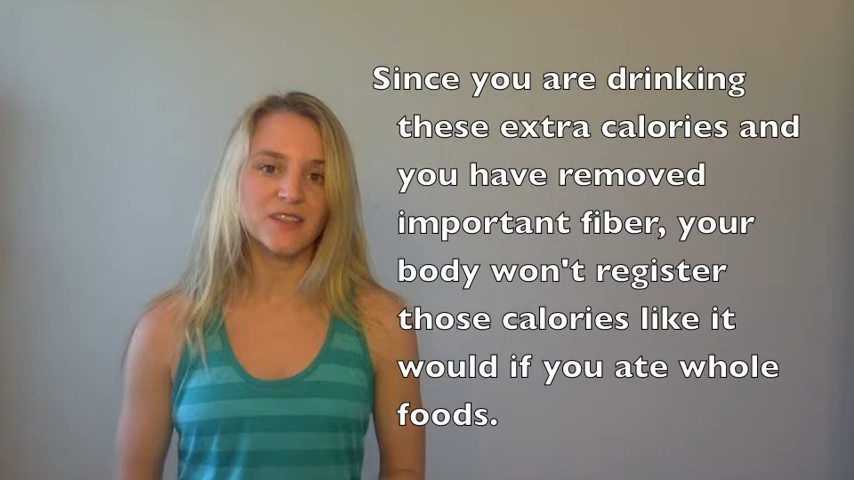 Since you are drinking
these extra calories and
you have removed
important fiber, your
body won't register
those calories like it
would if you ate whole
foods.